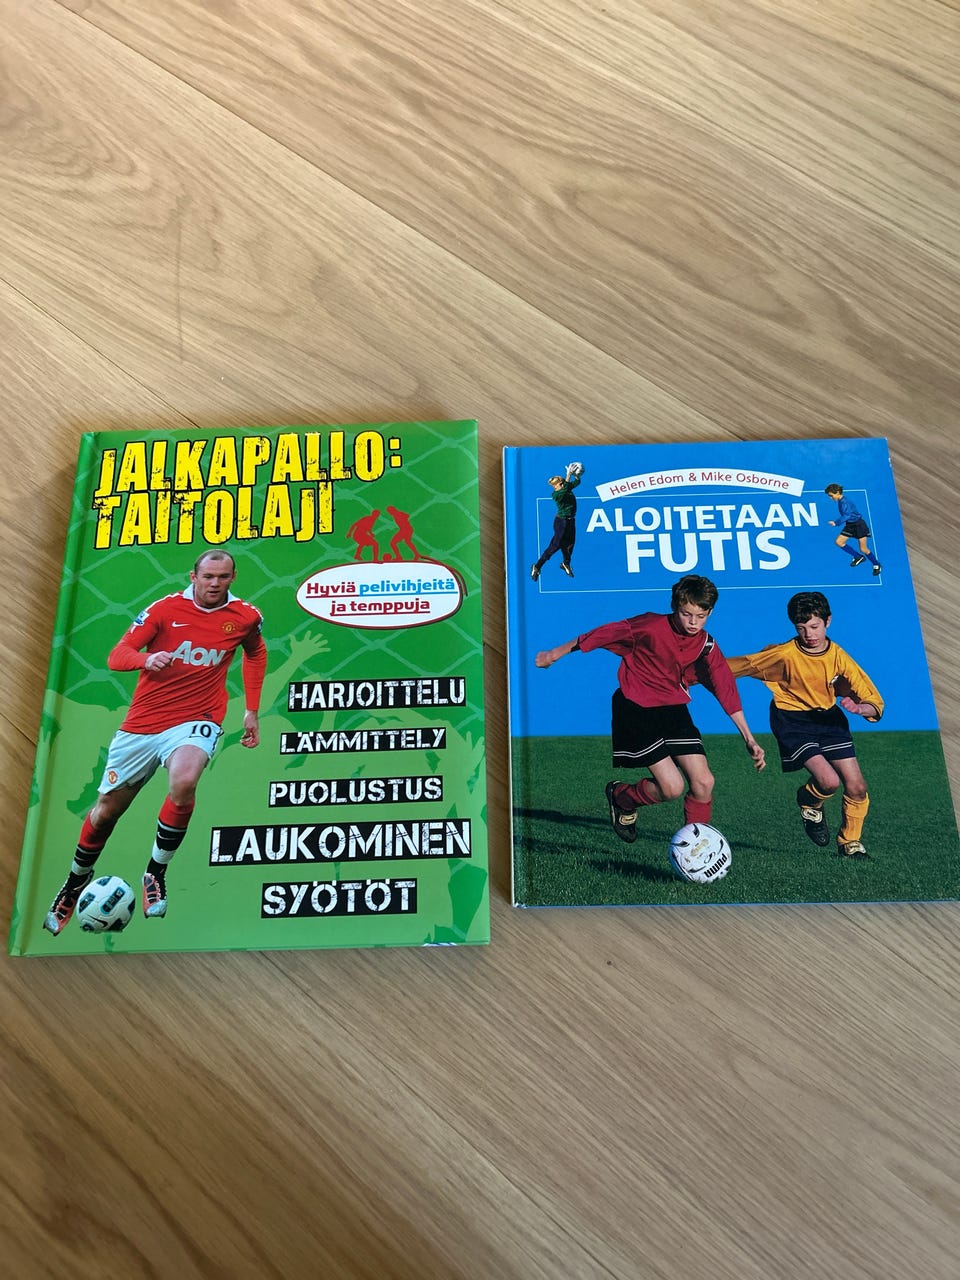 JALKAPALLO:
TAITOLAJI
Hyviä pelivihjeitä
ja temppuja
AON
10
HARJOITTELU
LÄMMITTELY
PUOLUSTUS
LAUKOMINEN
SYÖTÖT
Helen Edom & Mike Osborne
ALOITETAAN
FUTIS
PUMA